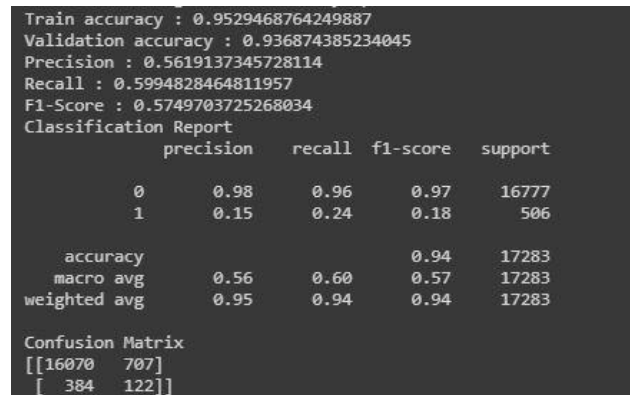 Train accuracy : 0.9529468764249887
Validation accuracy : 0.936874385234045
Precision : 0.5619137345728114
Recall : 0.5994828464811957
F1-Score : 0.5749703725268034
Classification Report
precision recall f1-score support
0 0.98 0.96 0.97 16777
1 0.15 0.24 0.18 506
accuracy 0.94 17283
macro avg 0.56 0.60 0.57 17283
weighted avg 0.95 0.94 0.94 17283
Confusion Matrix
[[16070 707]
[ 384 122]]